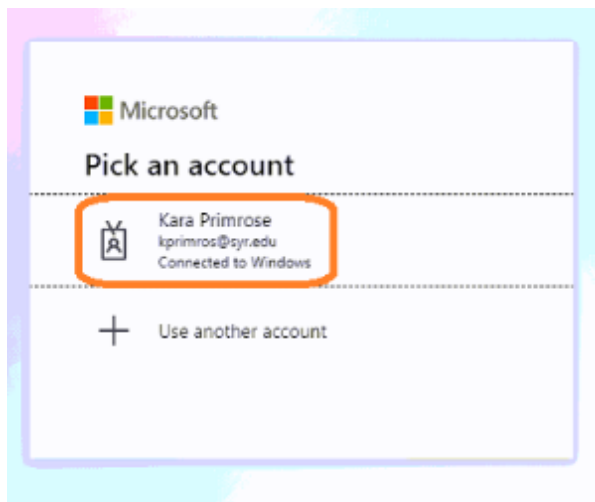 Microsoft
Pick an account
Kara Primrose
kprimros@syr.edu
Connected to Windows
Use another account